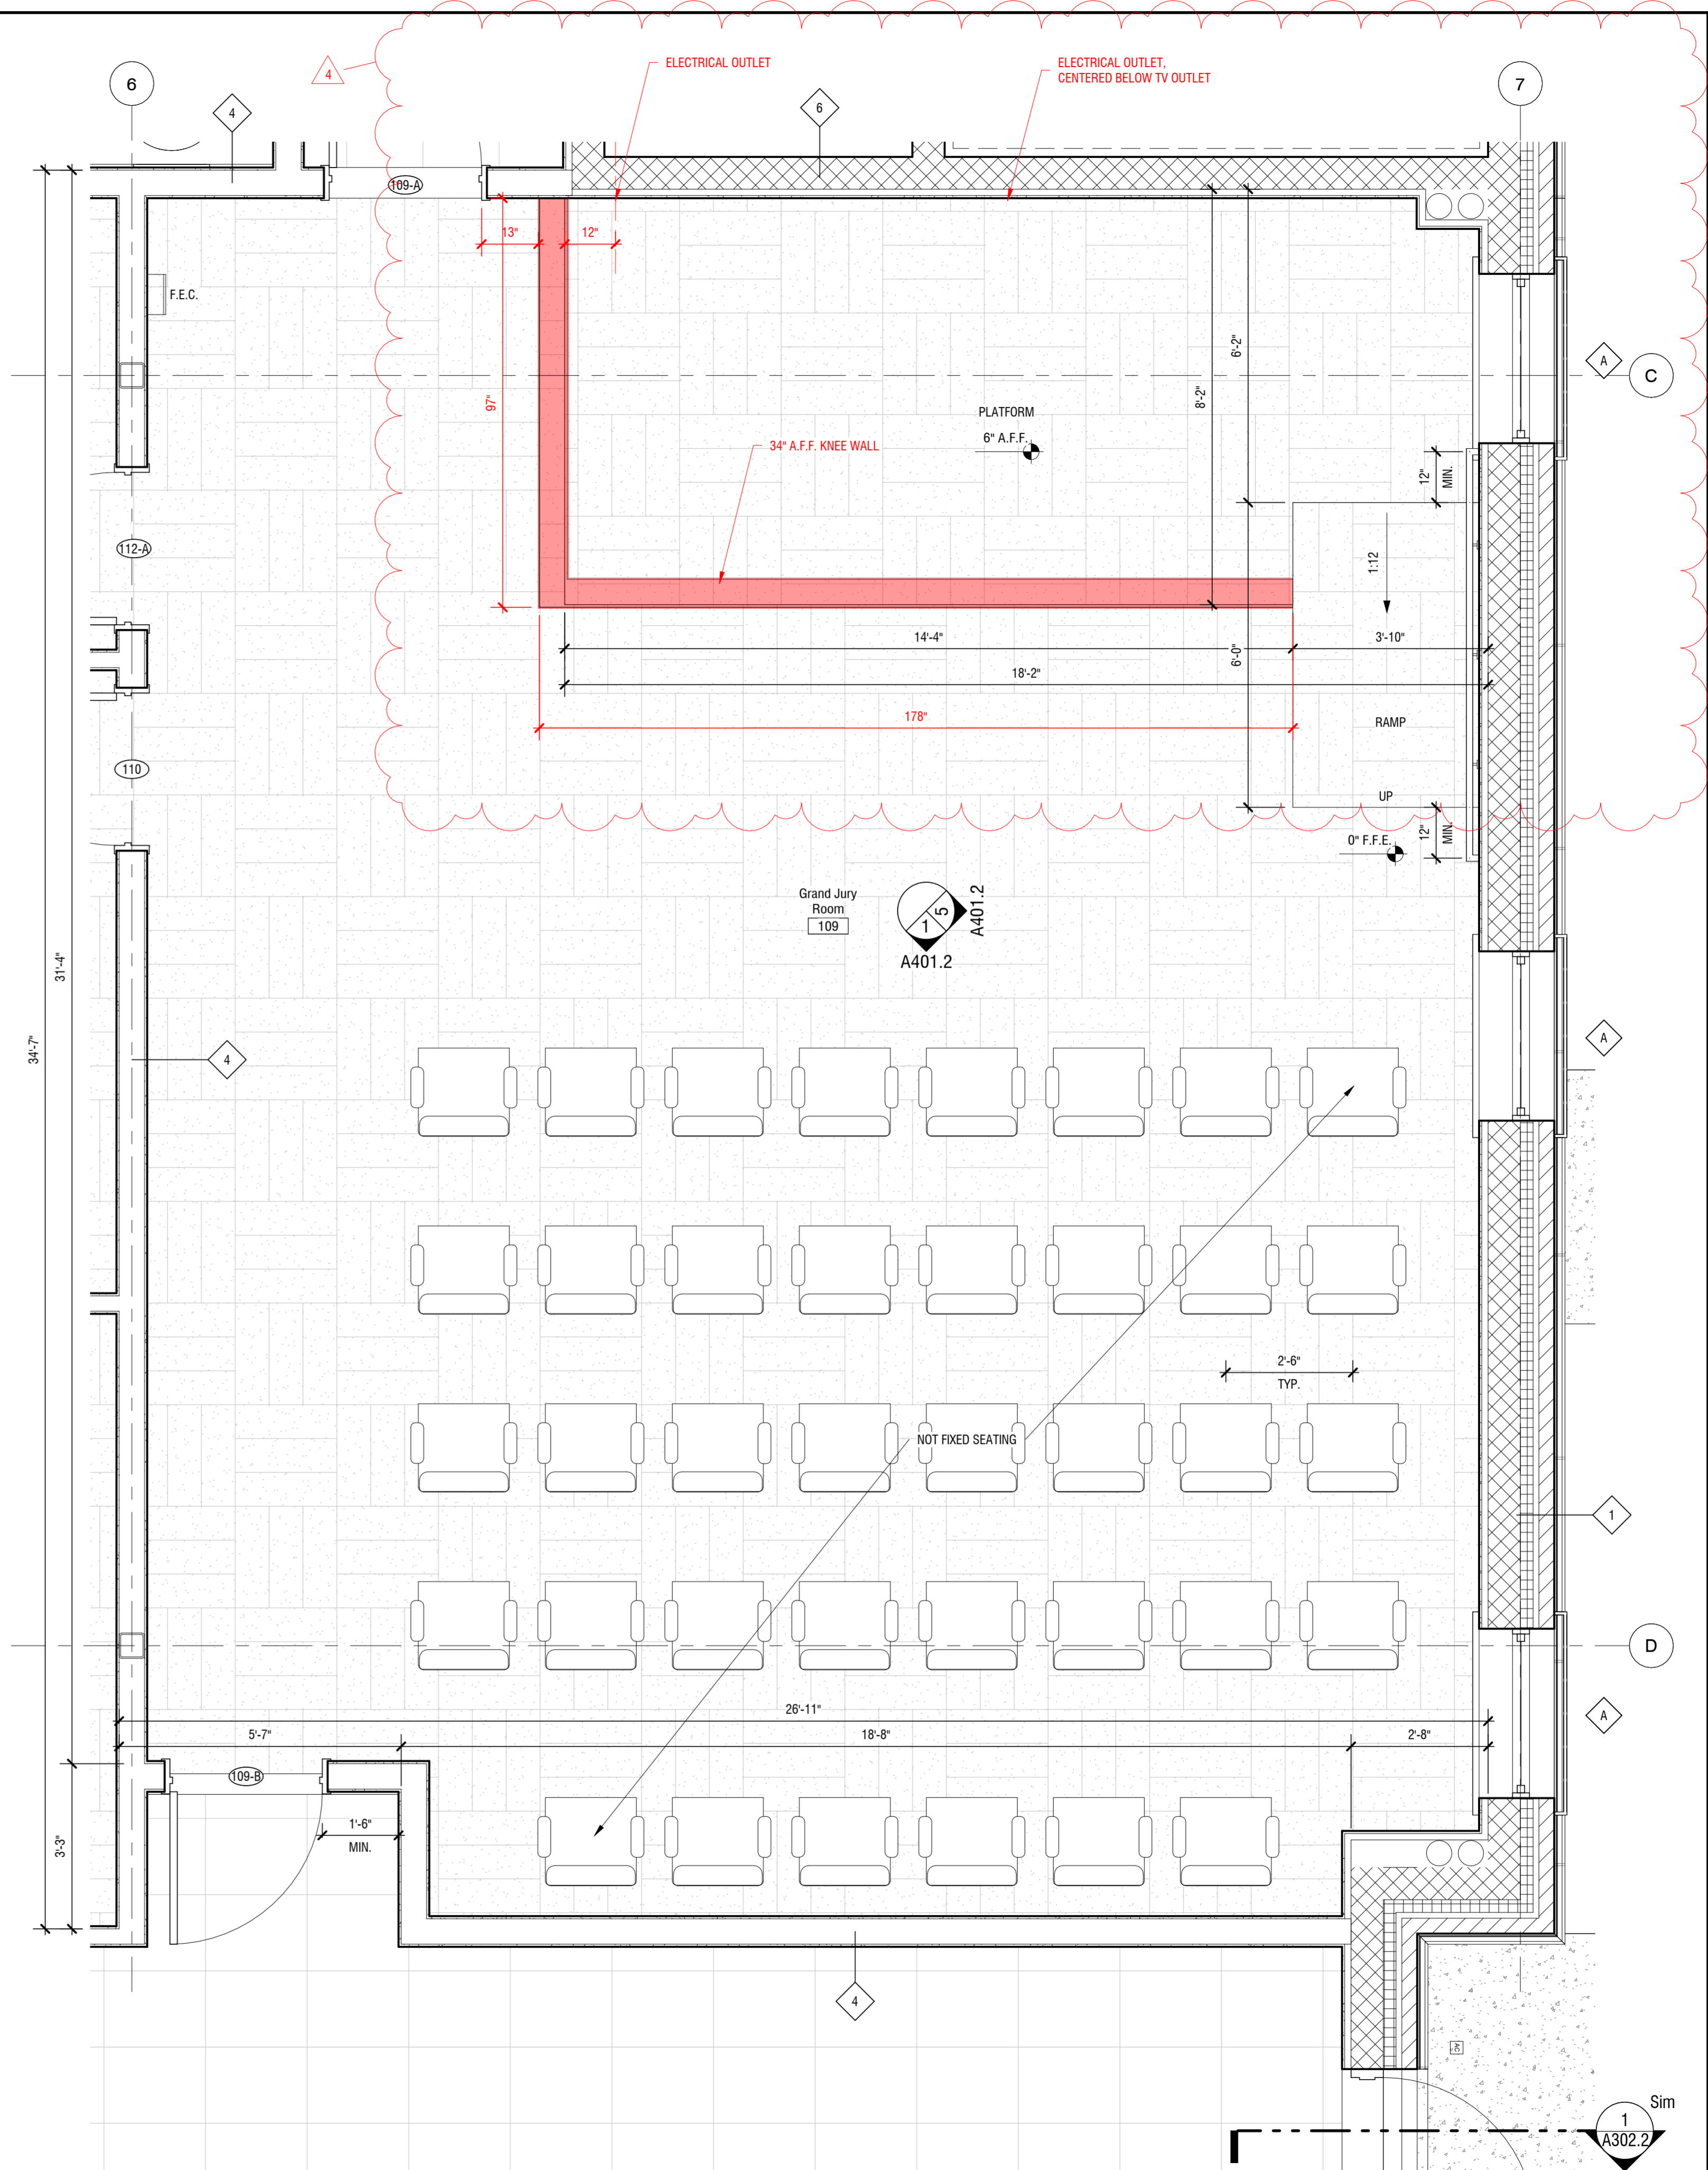 ELECTRICAL OUTLET
ELECTRICAL OUTLET,
CENTERED BELOW TV OUTLET
4
6
7
4
6
109-A
13"
12"
F.E.C.
6'-2"
A
C
8'-2"
97"
PLATFORM
6" A.F.F.
34" A.F.F. KNEE WALL
12"
MIN.
112-A
1:12
14'-4"
3'-10"
6'-0"
18'-2"
178"
RAMP
110
UP
12"
MIN.
0" F.F.E.
Grand Jury
Room
109
1
5
A401.2
A401.2
31'-4"
34'-7"
A
4
2'-6"
TYP.
NOT FIXED SEATING
1
D
26'-11"
5'-7"
18'-8"
2'-8"
A
109-B
1'-6"
MIN.
3'-3"
4
AC
Sim
1
A302.2